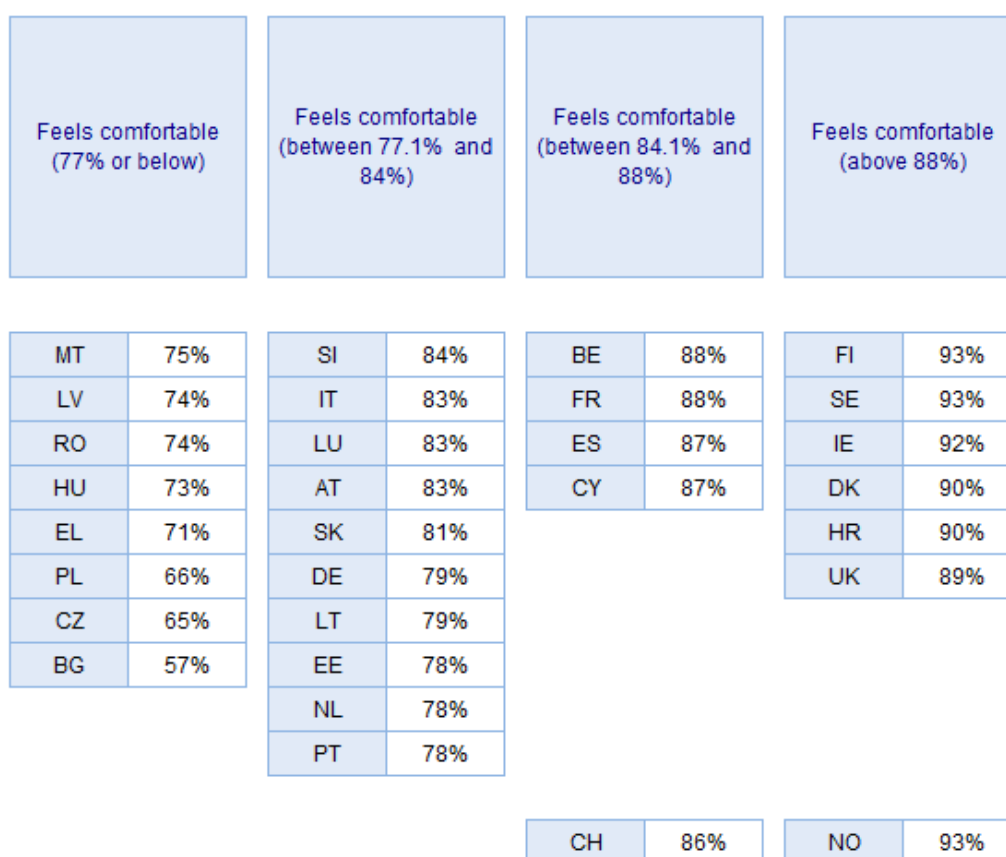 Feels comfortable
(77% or below)
Feels comfortable
(between 77.1% and
84%)
Feels comfortable
(between 84.1% and
88%)
Feels comfortable
(above 88%)
MT 75%
LV 74%
RO 74%
HU 73%
EL 71%
PL 66%
CZ 65%
BG 57%
SI 84%
IT 83%
LU 83%
AT 83%
SK 81%
DE 79%
LT 79%
EE 78%
NL 78%
PT 78%
BE 88%
FR 88%
ES 87%
CY 87%
FI 93%
SE 93%
IE 92%
DK 90%
HR 90%
UK 89%
CH 86%
NO 93%